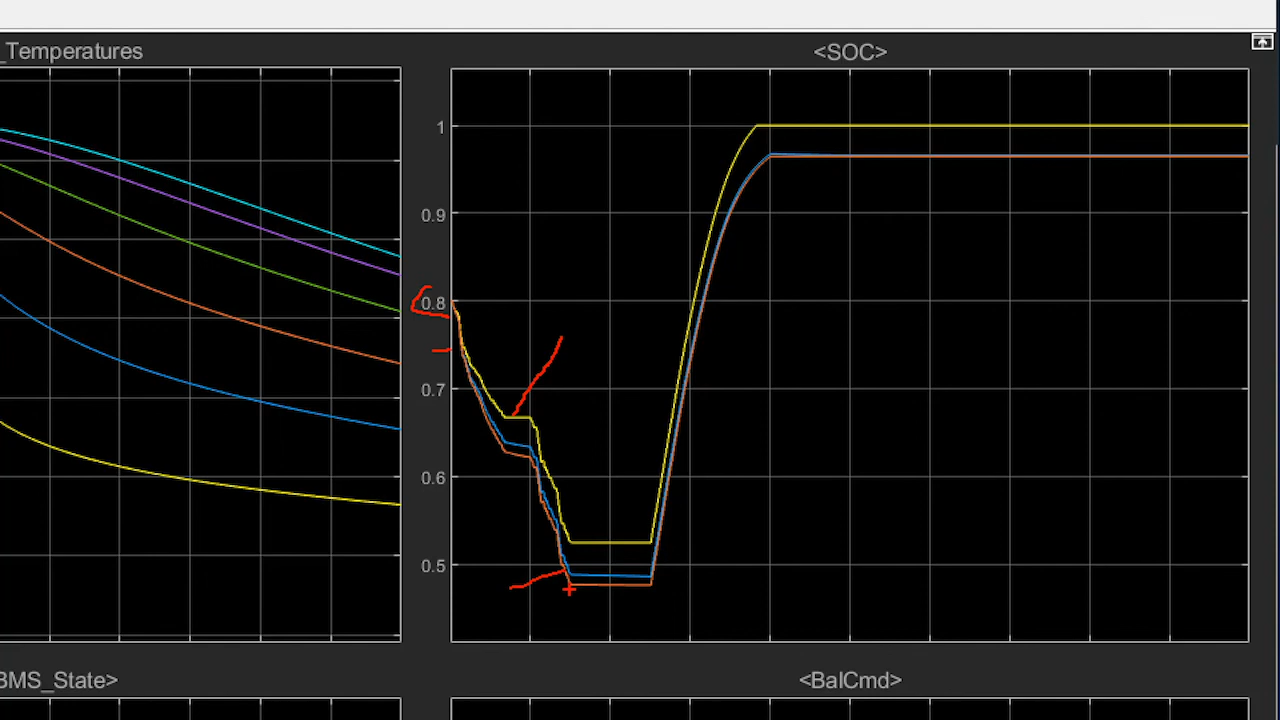 _Temperatures
<SOC>
1
0.9
0.8
0.7
0.6
0.5
BMS_State>
<BalCmd>